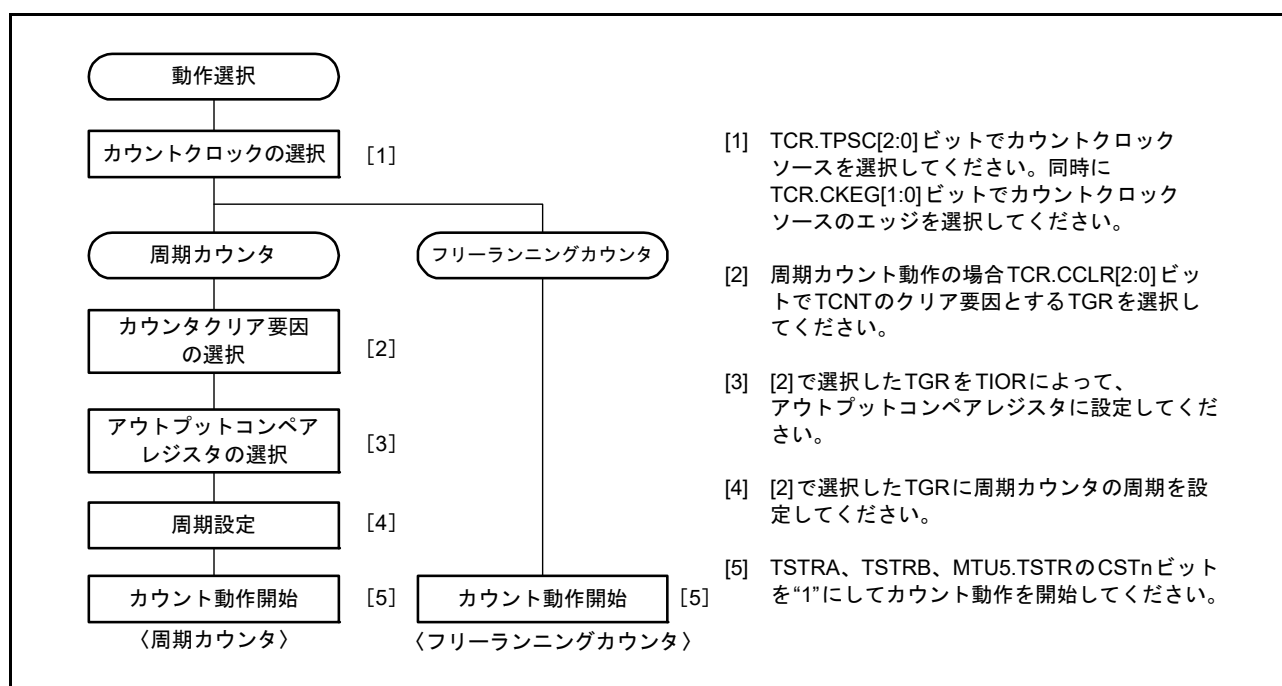 動作選択
カウントクロックの選択 [1]
周期カウンタ
フリーランニングカウンタ
カウンタクリア要因
の選択 [2]
アウトプットコンペア
レジスタの選択 [3]
周期設定 [4]
カウント動作開始 [5]
カウント動作開始 [5]
〈周期カウンタ〉
〈フリーランニングカウンタ〉
[1] TCR.TPSC[2:0]ビットでカウントクロック
ソースを選択してください。同時に
TCR.CKEG[1:0]ビットでカウントクロック
ソースのエッジを選択してください。
[2] 周期カウント動作の場合TCR.CCLR[2:0]ビッ
トでTCNTのクリア要因とするTGRを選択し
てください。
[3] [2]で選択したTGRをTIORによって、
アウトプットコンペアレジスタに設定してくだ
さい。
[4] [2]で選択したTGRに周期カウンタの周期を設
定してください。
[5] TSTRA、TSTRB、MTU5.TSTRのCSTnビット
を“1”にしてカウント動作を開始してください。